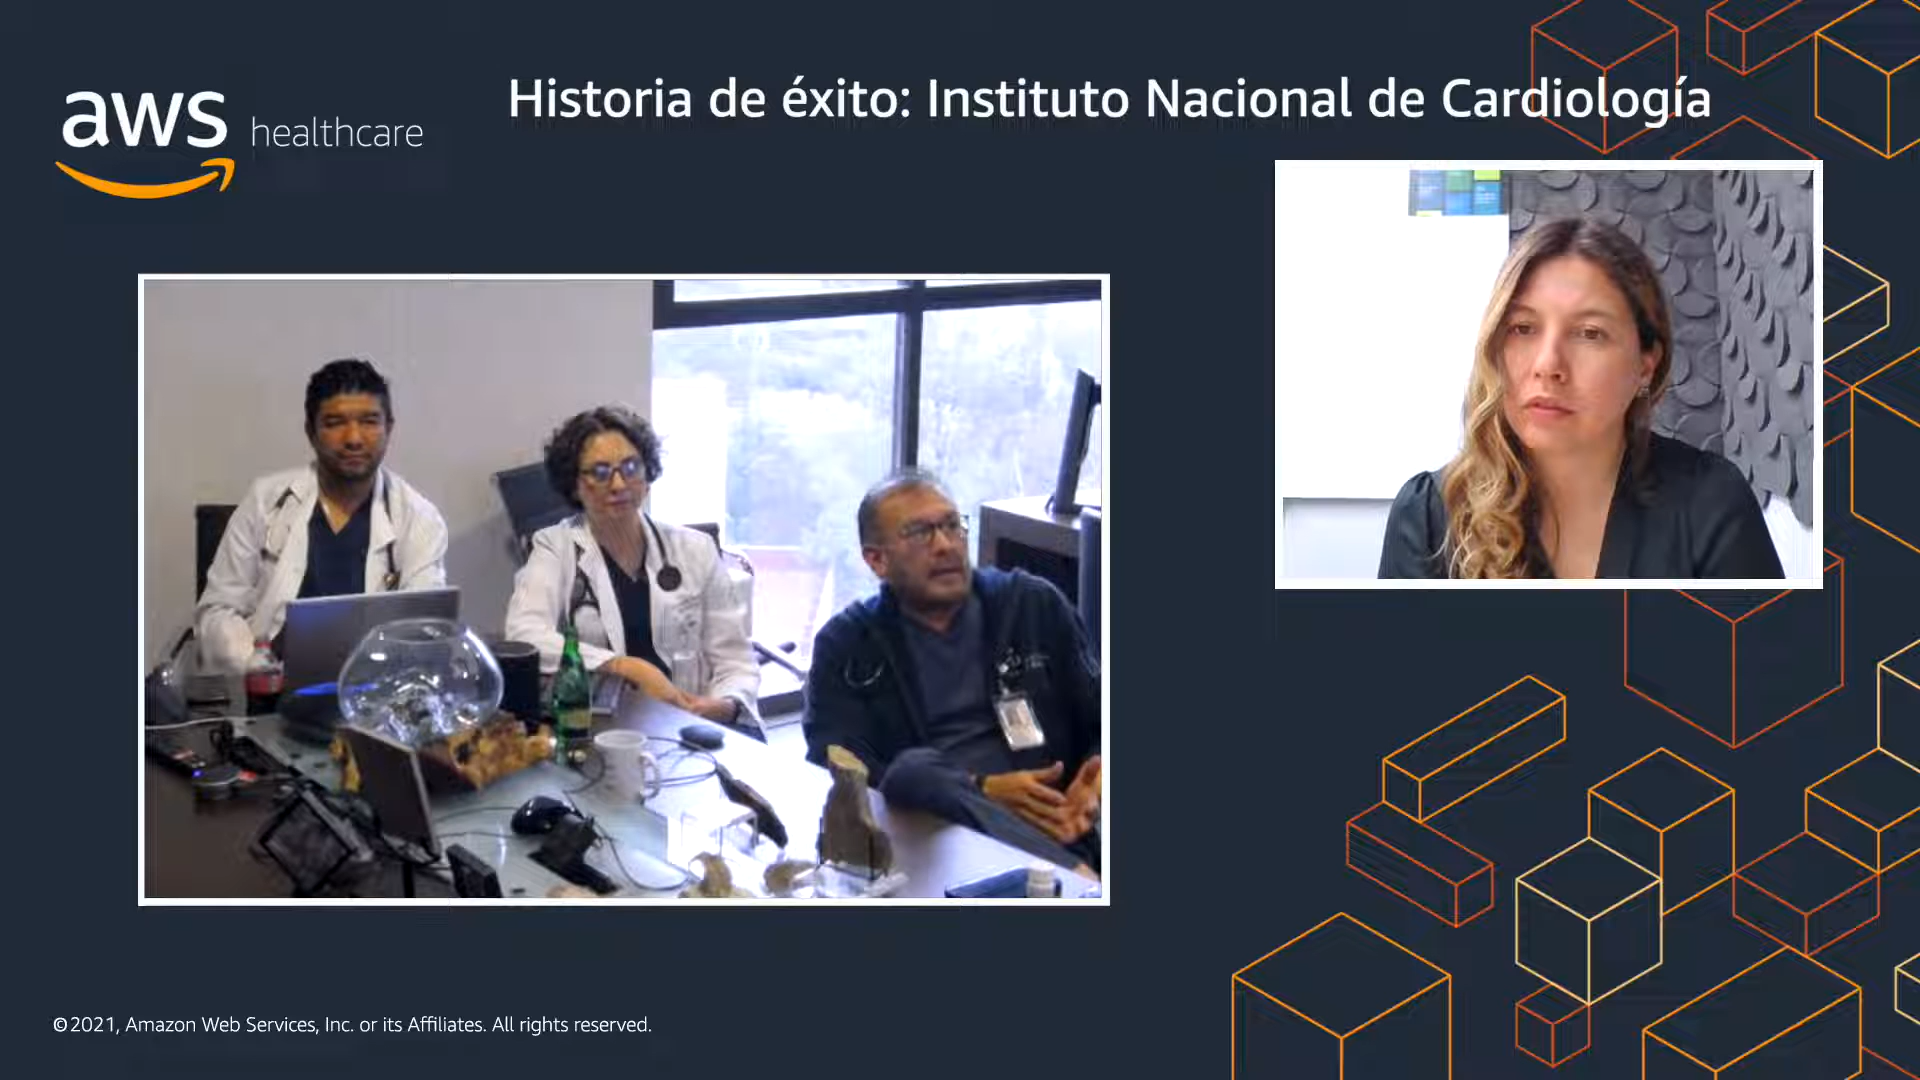 aws healthcare
Historia de éxito: Instituto Nacional de Cardiología
©2021, Amazon Web Services, Inc. or its Affiliates. All rights reserved.